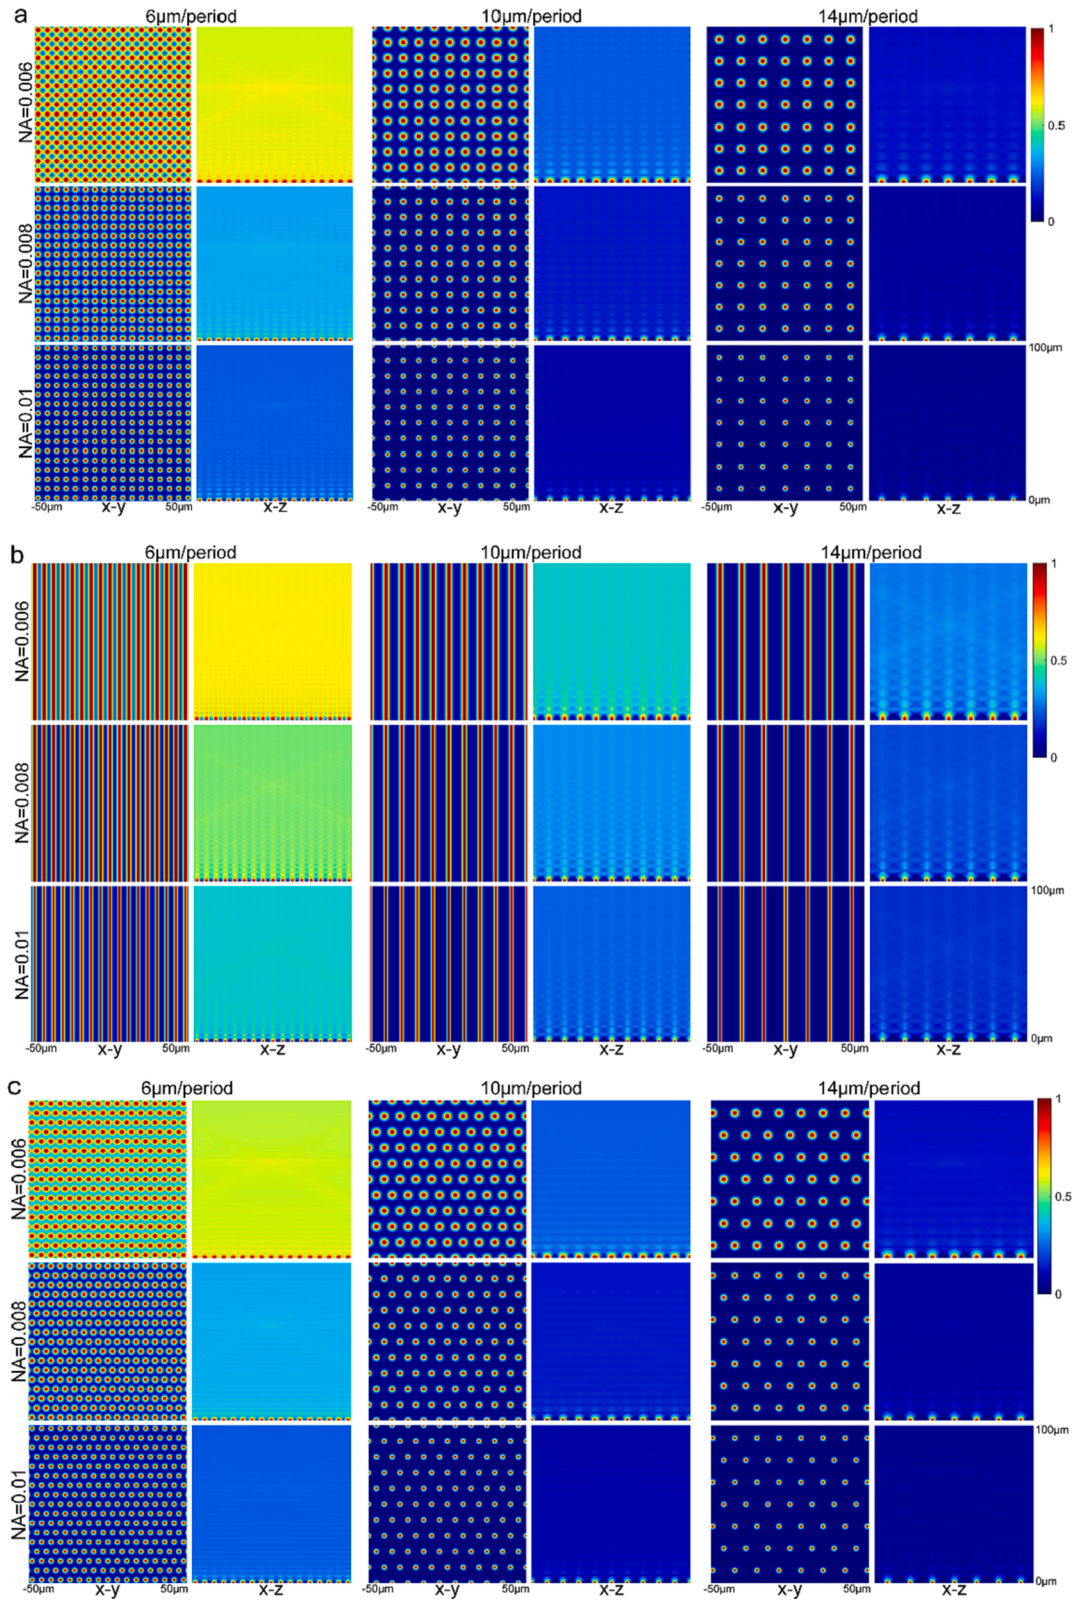 a
6μm/period 10μm/period 14μm/period
NA=0.006
1
0.5
0
NA=0.008
NA=0.01
100μm
0μm
-50μm x-y 50μm x-z -50μm x-y 50μm x-z -50μm x-y 50μm x-z
b
6μm/period 10μm/period 14μm/period
NA=0.006
1
0.5
0
NA=0.008
NA=0.01
100μm
0μm
-50μm x-y 50μm x-z -50μm x-y 50μm x-z -50μm x-y 50μm x-z
c
6μm/period 10μm/period 14μm/period
NA=0.006
1
0.5
0
NA=0.008
NA=0.01
100μm
0μm
-50μm x-y 50μm x-z -50μm x-y 50μm x-z -50μm x-y 50μm x-z